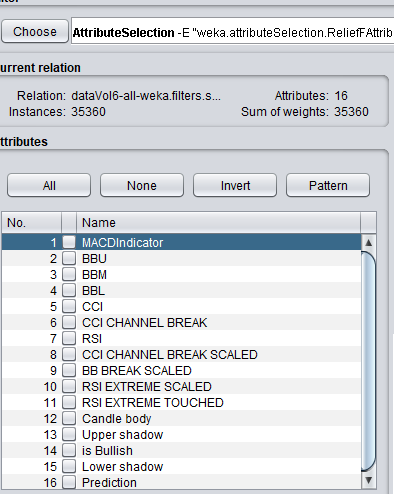 Choose AttributeSelection -E "weka.attributeSelection.ReliefFAttrib
urrent relation
Relation: dataVol6-all-weka.filters.s... Attributes: 16
Instances: 35360 Sum of weights: 35360
ttributes
All None Invert Pattern
No. Name
1 MACDIndicator
2 BBU
3 BBM
4 BBL
5 CCI
6 CCI CHANNEL BREAK
7 RSI
8 CCI CHANNEL BREAK SCALED
9 BB BREAK SCALED
10 RSI EXTREME SCALED
11 RSI EXTREME TOUCHED
12 Candle body
13 Upper shadow
14 is Bullish
15 Lower shadow
16 Prediction